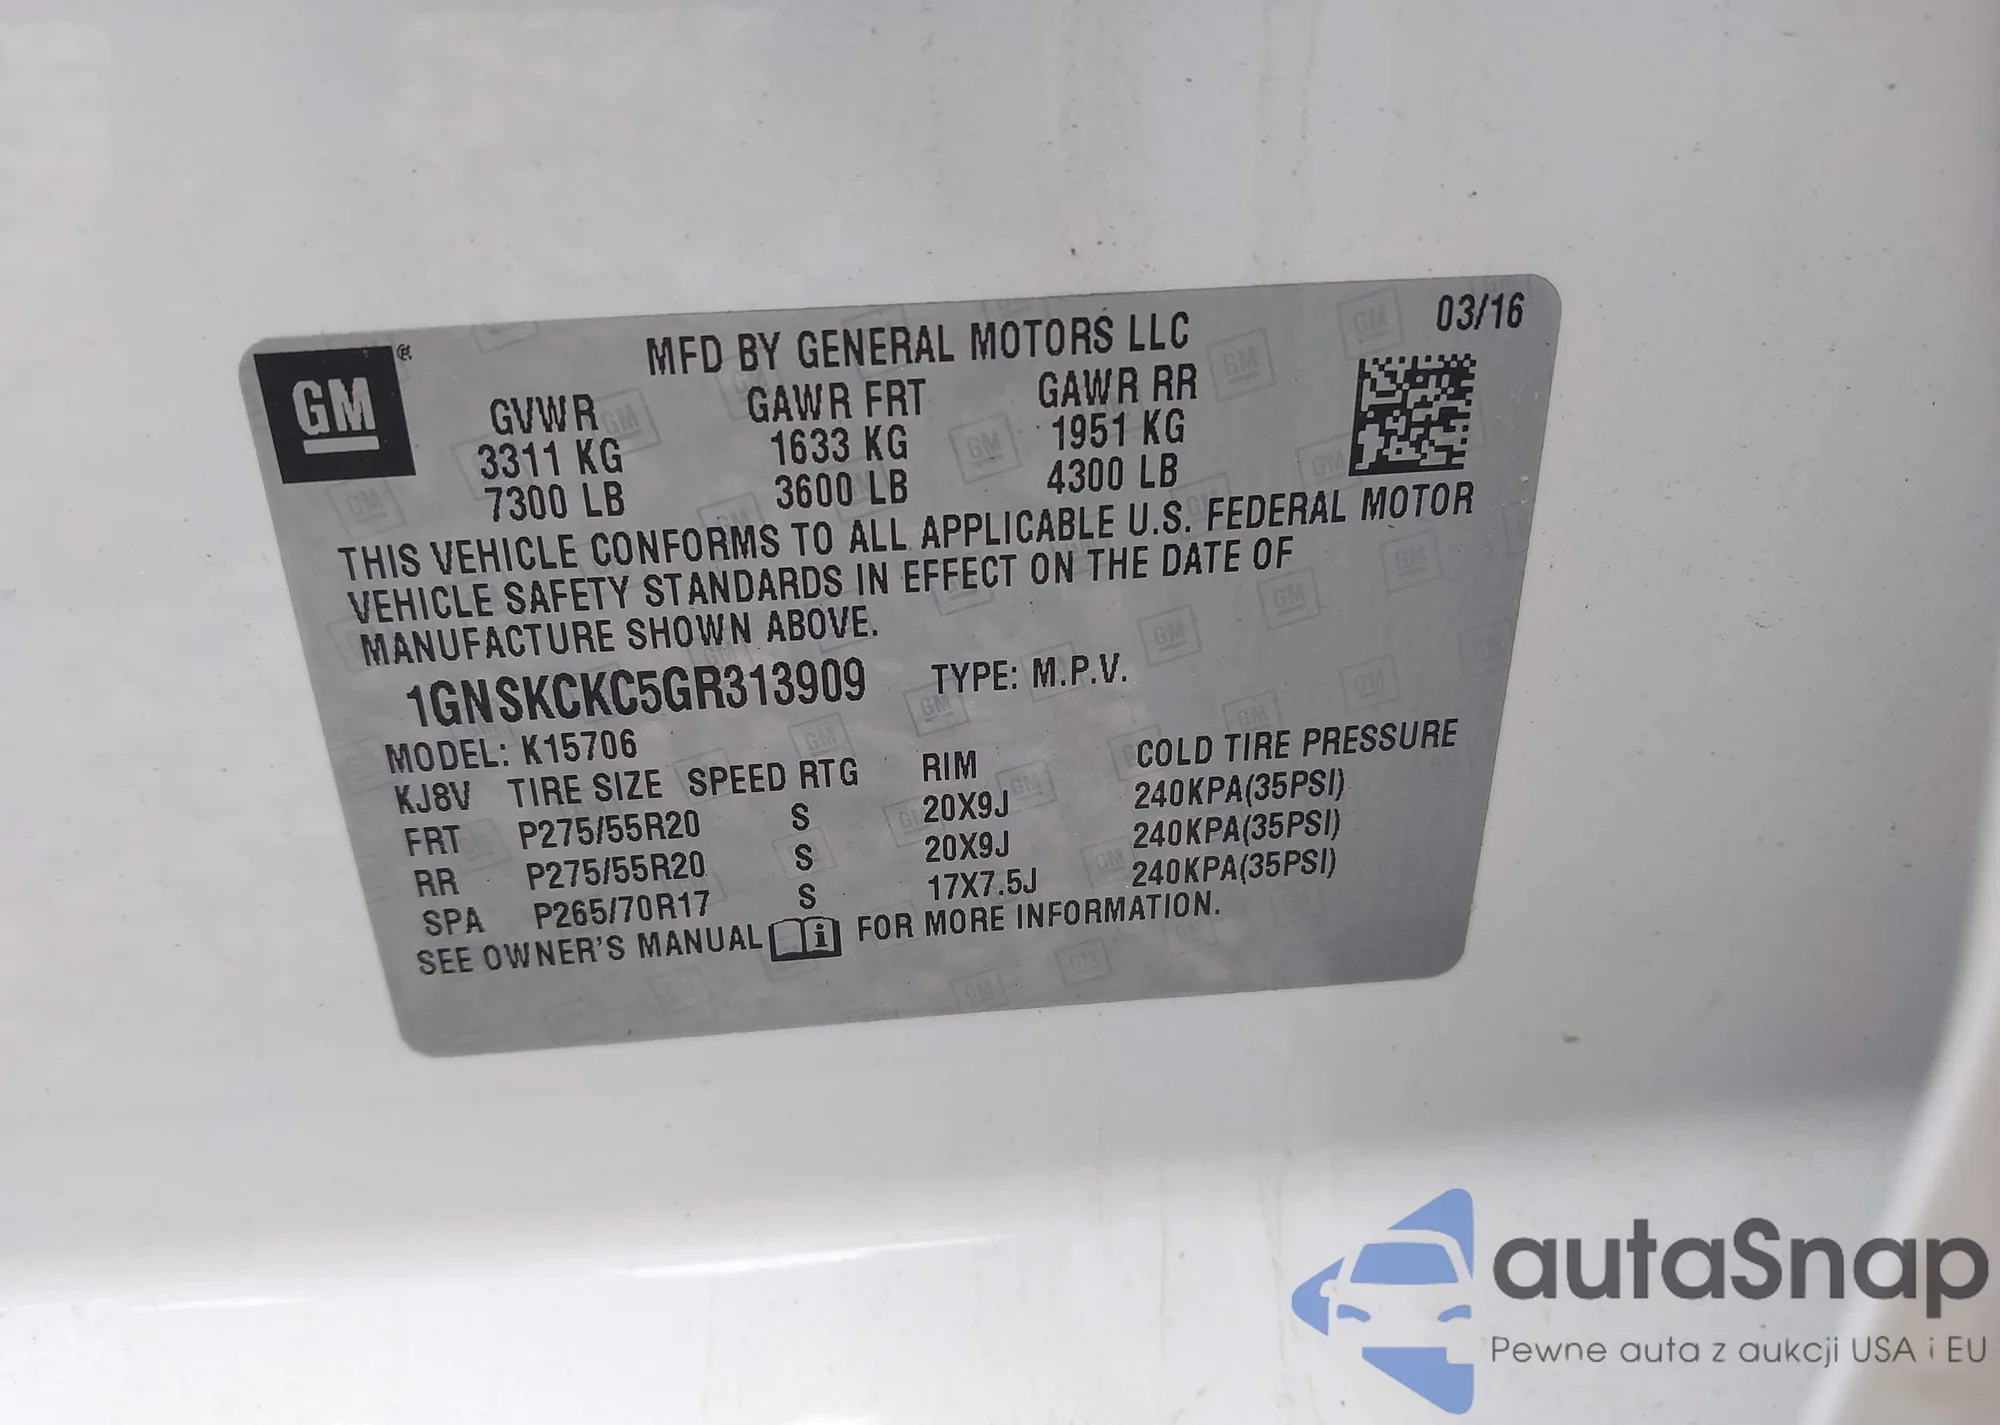 GM
MFD BY GENERAL MOTORS LLC 03/16
GVWR GAWR FRT GAWR RR
3311 KG 1633 KG 1951 KG
7300 LB 3600 LB 4300 LB
THIS VEHICLE CONFORMS TO ALL APPLICABLE U.S. FEDERAL MOTOR
VEHICLE SAFETY STANDARDS IN EFFECT ON THE DATE OF
MANUFACTURE SHOWN ABOVE.
1GNSKCKC5GR313909 TYPE: M.P.V.
MODEL: K15706
KJ8V TIRE SIZE SPEED RTG RIM COLD TIRE PRESSURE
FRT P275/55R20 S 20X9J 240KPA(35PSI)
RR P275/55R20 S 20X9J 240KPA(35PSI)
SPA P265/70R17 S 17X7.5J 240KPA(35PSI)
SEE OWNER'S MANUAL i FOR MORE INFORMATION.
autaSnap
Pewne auta z aukcji USA i EU